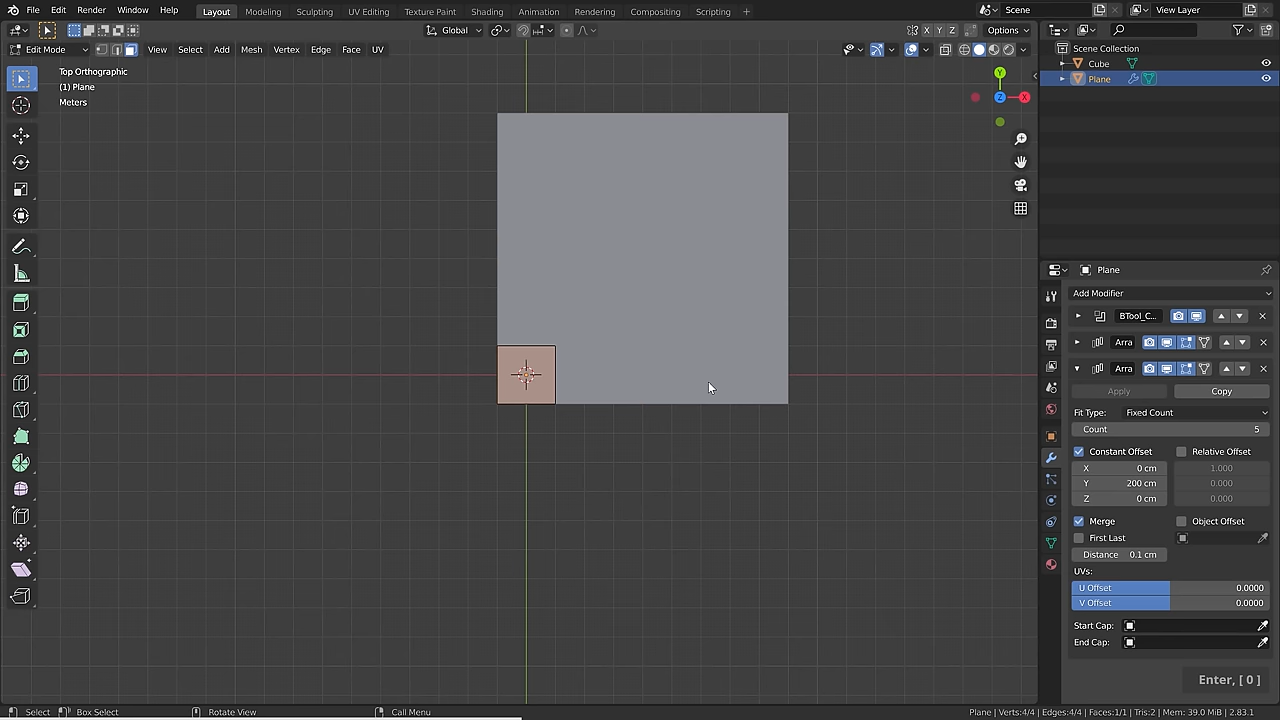 File Edit Render Window Help Layout Modeling Sculpting UV Editing Texture Paint Shading Animation Rendering Compositing Scripting + Scene View Layer
Global Options
Edit Mode View Select Add Mesh Vertex Edge Face UV X Y Z
Top Orthographic
(1) Plane
Meters
Y
Z X
Scene Collection
Cube
Plane
Plane
Add Modifier
BTool_C...
Arra
Arra
Apply Copy
Fit Type: Fixed Count
Count 5
Constant Offset Relative Offset
X 0 cm 1.000
Y 200 cm 0.000
Z 0 cm 0.000
Merge Object Offset
First Last
Distance 0.1 cm
UVs:
U Offset 0.0000
V Offset 0.0000
Start Cap:
End Cap:
Enter, [ 0 ]
Select Box Select Rotate View Call Menu Plane | Verts:4/4 | Edges:4/4 | Faces:1/1 | Tris:2 | Mem: 39.0 MiB | 2.83.1